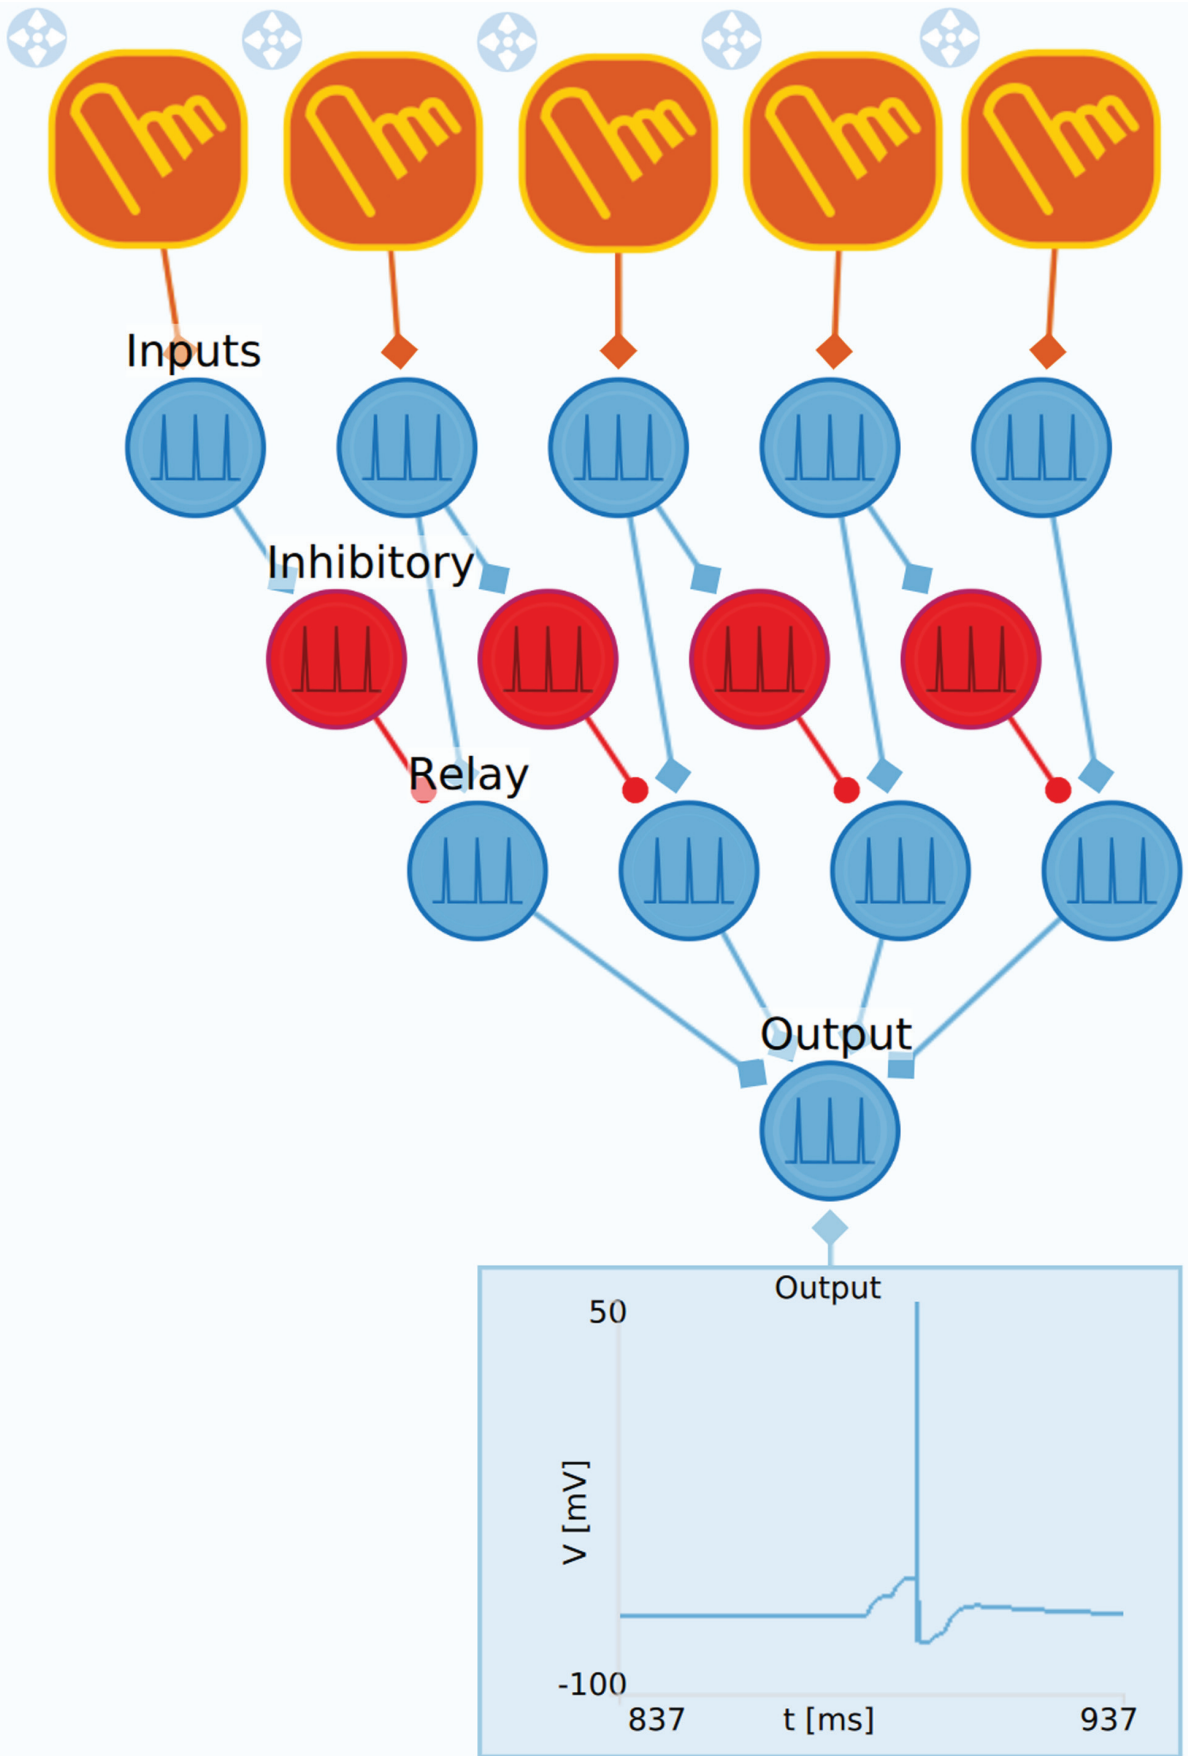 Inputs
Inhibitory
Relay
Output
Output
50
V [mV]
-100
837
t [ms]
937